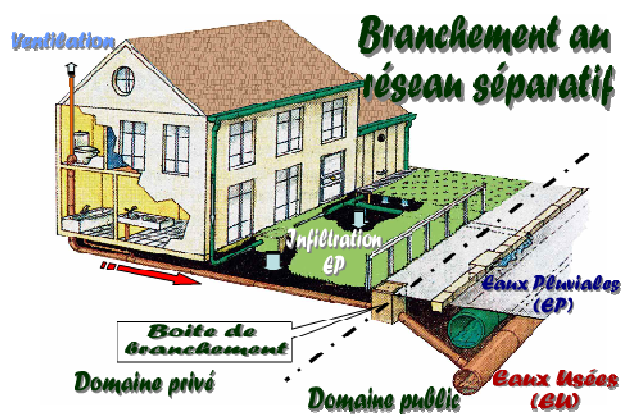 Ventilation
Branchement au
réseau séparatif
Infiltration
EP
Eaux Pluviales
(EP)
Boite de
branchement
Domaine privé
Domaine public
Eaux Usées
(EU)